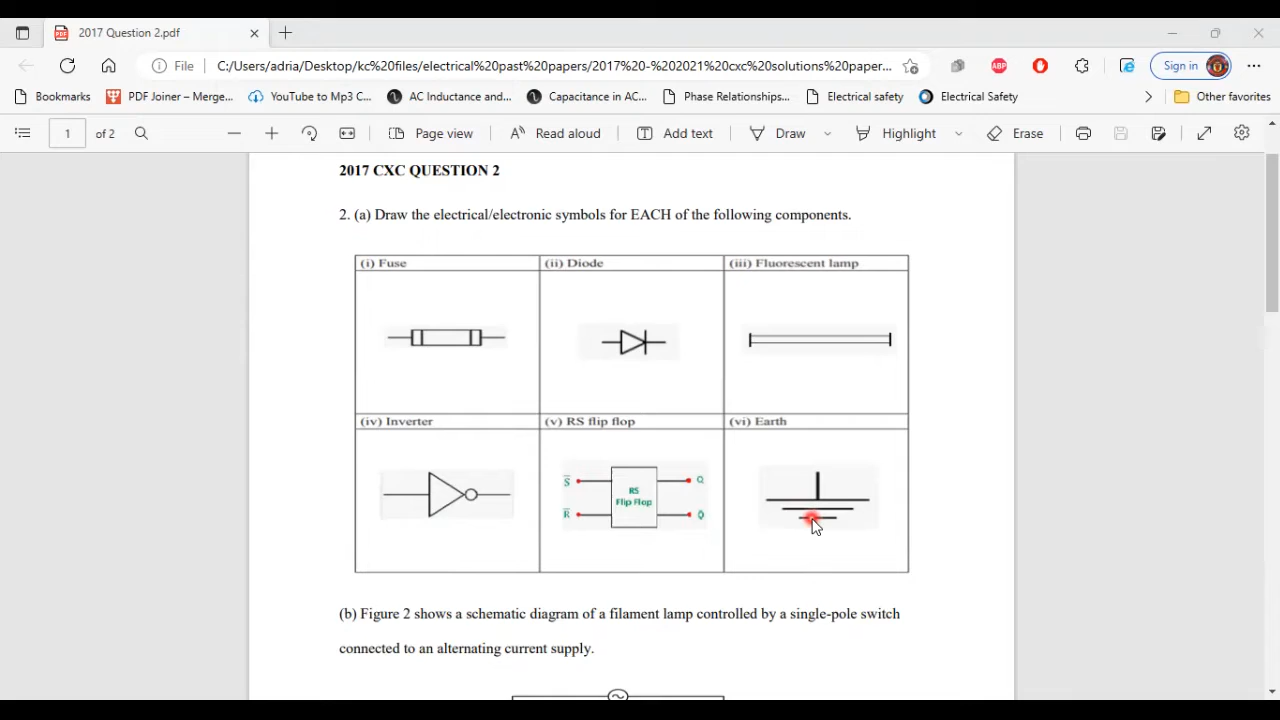 2017 Question 2.pdf
File
C:/Users/adria/Desktop/kc%20files/electrical%20past%20papers/2017%20-%202021%20cxc%20solutions%20paper...
Sign in
Bookmarks
PDF Joiner – Merge...
YouTube to Mp3 C...
AC Inductance and...
Capacitance in AC...
Phase Relationships...
Electrical safety
Electrical Safety
Other favorites
1 of 2
Page view
Read aloud
Add text
Draw
Highlight
Erase
2017 CXC QUESTION 2
2. (a) Draw the electrical/electronic symbols for EACH of the following components.
(i) Fuse
(ii) Diode
(iii) Fluorescent lamp
(iv) Inverter
(v) RS flip flop
(vi) Earth
S̅
Q
RS
Flip Flop
R̅
Q̅
(b) Figure 2 shows a schematic diagram of a filament lamp controlled by a single-pole switch
connected to an alternating current supply.